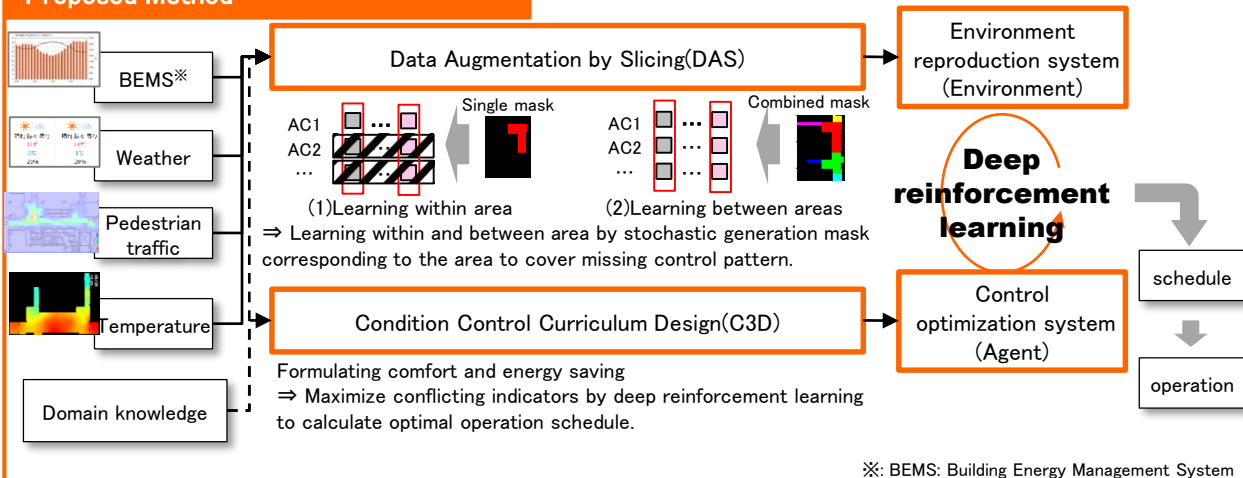 Proposed Method
BEMS※
Weather
Pedestrian
traffic
Temperature
Domain knowledge
Data Augmentation by Slicing(DAS)
Single mask
AC1
AC2
...
...
(1)Learning within area
Combined mask
AC1
AC2
...
...
(2)Learning between areas
⇒ Learning within and between area by stochastic generation mask
corresponding to the area to cover missing control pattern.
Condition Control Curriculum Design(C3D)
Formulating comfort and energy saving
⇒ Maximize conflicting indicators by deep reinforcement learning
to calculate optimal operation schedule.
Environment
reproduction system
(Environment)
Deep
reinforcement
learning
Control
optimization system
(Agent)
schedule
operation
※: BEMS: Building Energy Management System